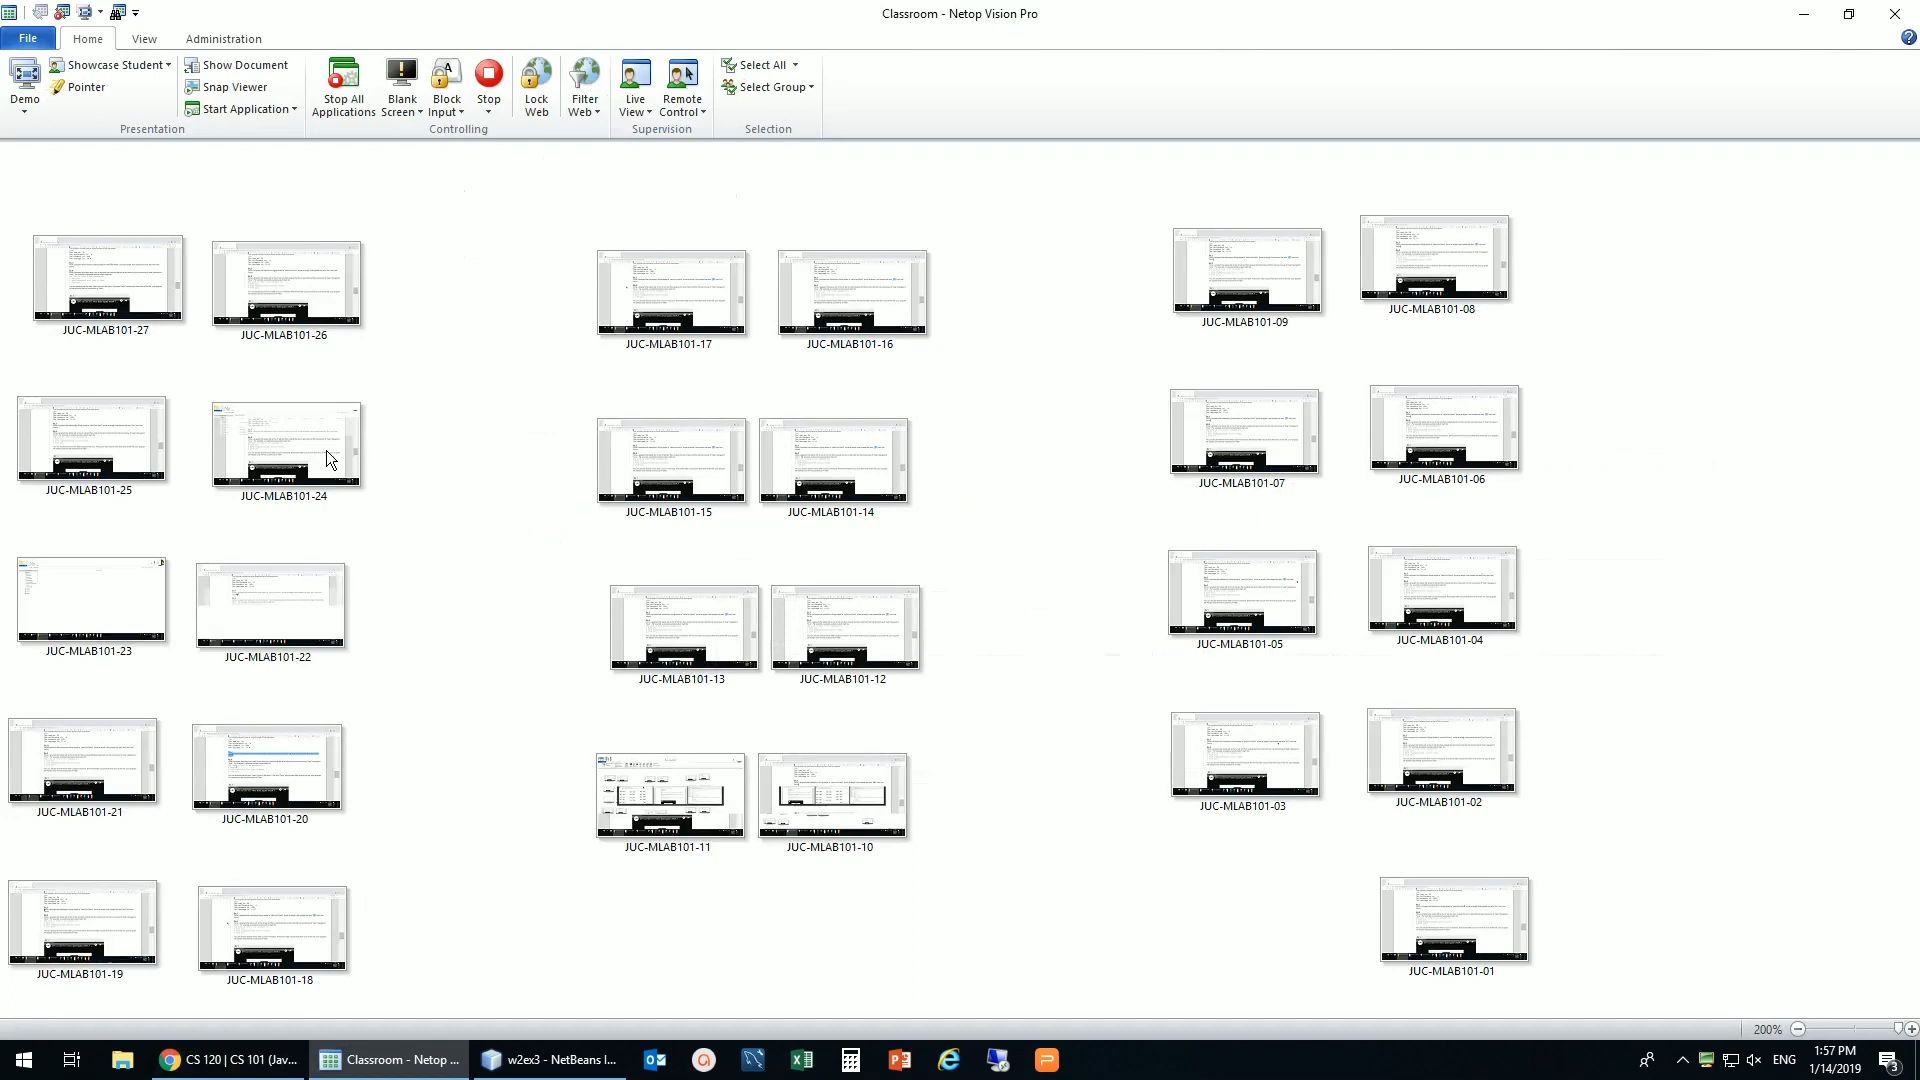 Classroom - Netop Vision Pro
File
Home
View
Administration
Demo
Showcase Student
Pointer
Show Document
Snap Viewer
Start Application
Stop All Applications
Blank Screen
Block Input
Stop
Lock Web
Filter Web
Live View
Remote Control
Select All
Select Group
Presentation
Controlling
Supervision
Selection
JUC-MLAB101-27
JUC-MLAB101-26
JUC-MLAB101-17
JUC-MLAB101-16
JUC-MLAB101-09
JUC-MLAB101-08
JUC-MLAB101-25
JUC-MLAB101-24
JUC-MLAB101-15
JUC-MLAB101-14
JUC-MLAB101-07
JUC-MLAB101-06
JUC-MLAB101-23
JUC-MLAB101-22
JUC-MLAB101-13
JUC-MLAB101-12
JUC-MLAB101-05
JUC-MLAB101-04
JUC-MLAB101-21
JUC-MLAB101-20
JUC-MLAB101-11
JUC-MLAB101-10
JUC-MLAB101-03
JUC-MLAB101-02
JUC-MLAB101-19
JUC-MLAB101-18
JUC-MLAB101-01
200%
CS 120 | CS 101 (Jav...
Classroom - Netop ...
w2ex3 - NetBeans I...
ENG
1:57 PM
1/14/2019
3